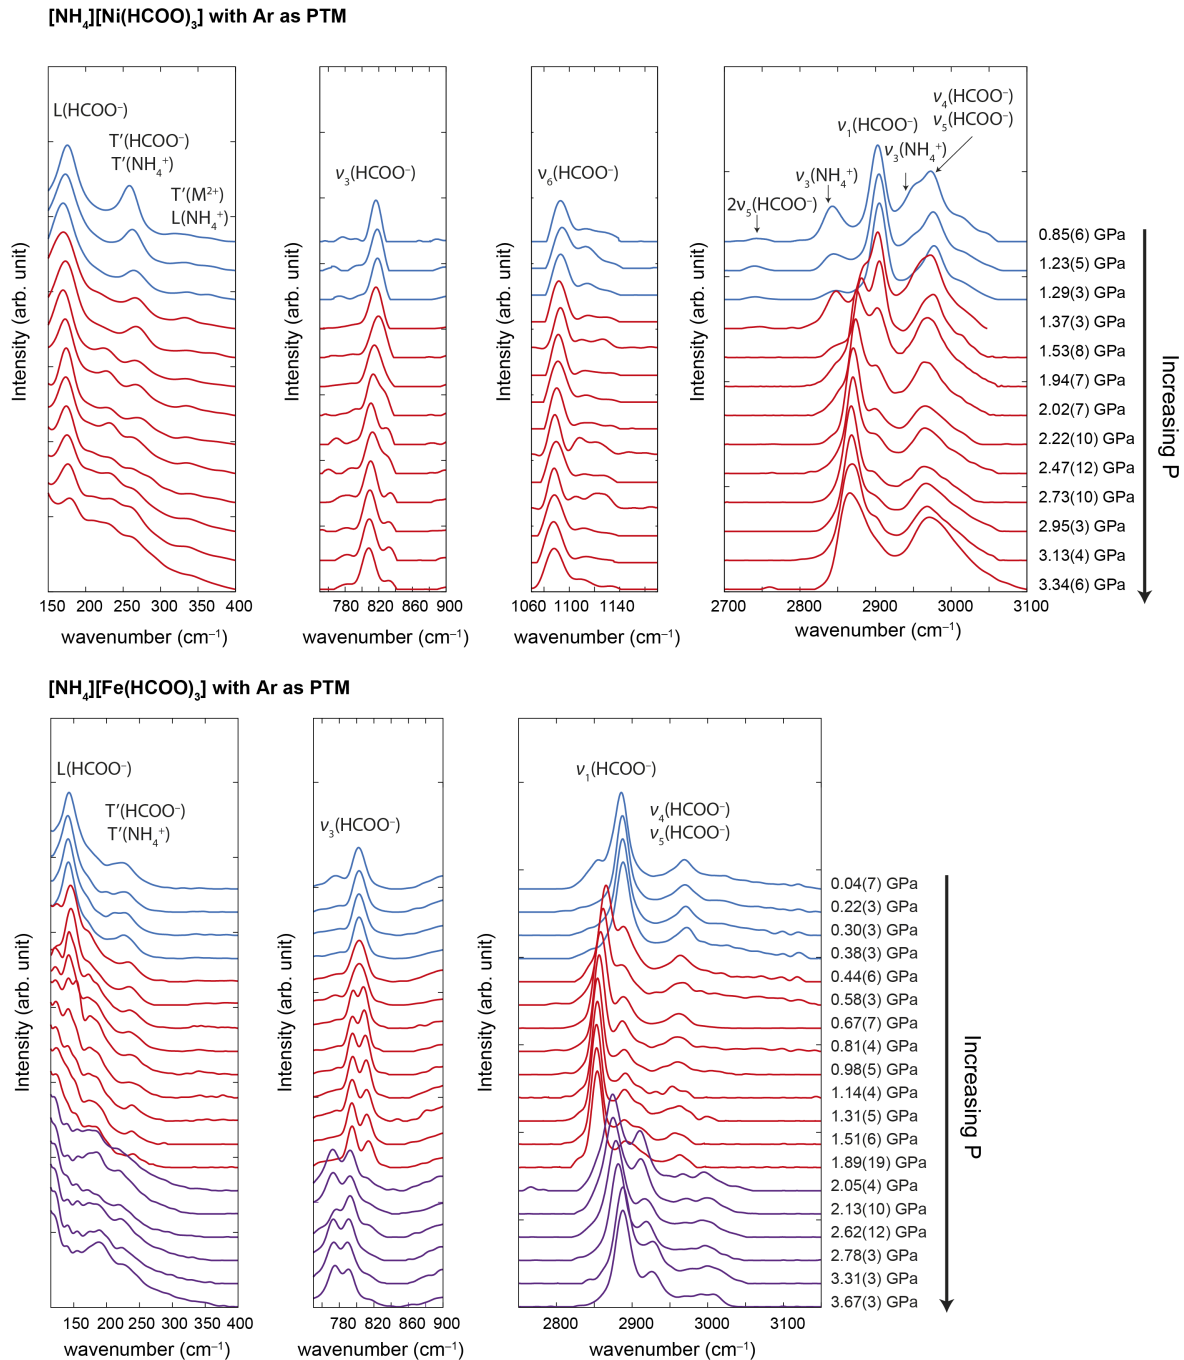 [NH₄][Ni(HCOO)₃] with Ar as PTM
L(HCOO⁻)
T′(HCOO⁻)
T′(NH₄⁺)
T′(M²⁺)
L(NH₄⁺)
ν₃(HCOO⁻)
ν₆(HCOO⁻)
ν₄(HCOO⁻)
ν₁(HCOO⁻)
ν₅(HCOO⁻)
ν₃(NH₄⁺)
ν₃(NH₄⁺)
2ν₅(HCOO⁻)
0.85(6) GPa
1.23(5) GPa
1.29(3) GPa
1.37(3) GPa
1.53(8) GPa
1.94(7) GPa
2.02(7) GPa
2.22(10) GPa
2.47(12) GPa
2.73(10) GPa
2.95(3) GPa
3.13(4) GPa
3.34(6) GPa
Increasing P
Intensity (arb. unit)
Intensity (arb. unit)
Intensity (arb. unit)
Intensity (arb. unit)
150 200 250 300 350 400
780 820 860 900
1060 1100 1140
2700 2800 2900 3000 3100
wavenumber (cm⁻¹)
wavenumber (cm⁻¹)
wavenumber (cm⁻¹)
wavenumber (cm⁻¹)
[NH₄][Fe(HCOO)₃] with Ar as PTM
L(HCOO⁻)
T′(HCOO⁻)
T′(NH₄⁺)
ν₃(HCOO⁻)
ν₁(HCOO⁻)
ν₄(HCOO⁻)
ν₅(HCOO⁻)
0.04(7) GPa
0.22(3) GPa
0.30(3) GPa
0.38(3) GPa
0.44(6) GPa
0.58(3) GPa
0.67(7) GPa
0.81(4) GPa
0.98(5) GPa
1.14(4) GPa
1.31(5) GPa
1.51(6) GPa
1.89(19) GPa
2.05(4) GPa
2.13(10) GPa
2.62(12) GPa
2.78(3) GPa
3.31(3) GPa
3.67(3) GPa
Increasing P
Intensity (arb. unit)
Intensity (arb. unit)
Intensity (arb. unit)
150 200 250 300 350 400
780 820 860 900
2800 2900 3000 3100
wavenumber (cm⁻¹)
wavenumber (cm⁻¹)
wavenumber (cm⁻¹)